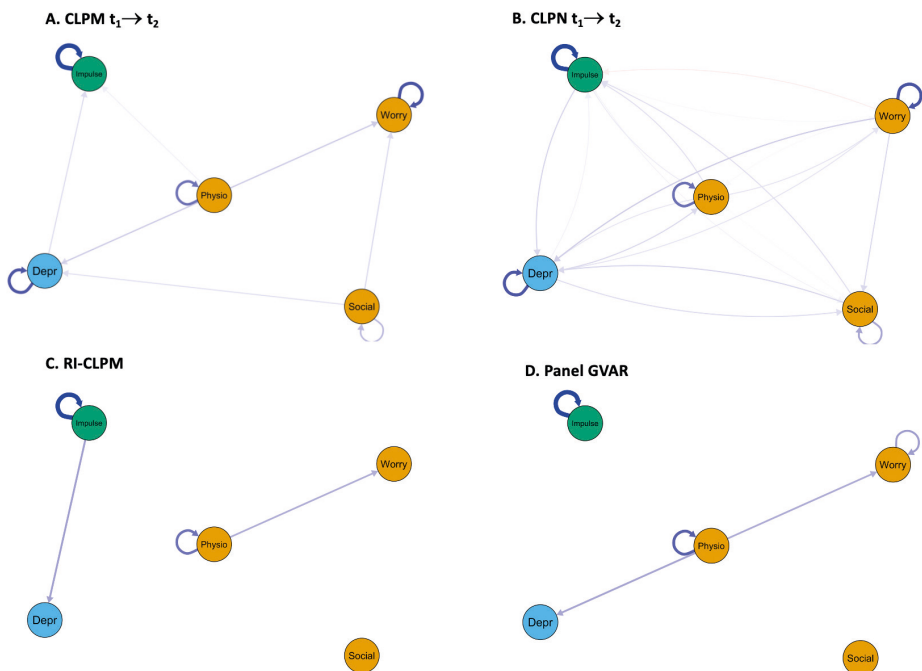 A. CLPM t₁→ t₂
Impulse
Worry
Physio
Depr
Social
B. CLPN t₁→ t₂
Impulse
Worry
Physio
Depr
Social
C. RI-CLPM
Impulse
Worry
Physio
Depr
Social
D. Panel GVAR
Impulse
Worry
Physio
Depr
Social